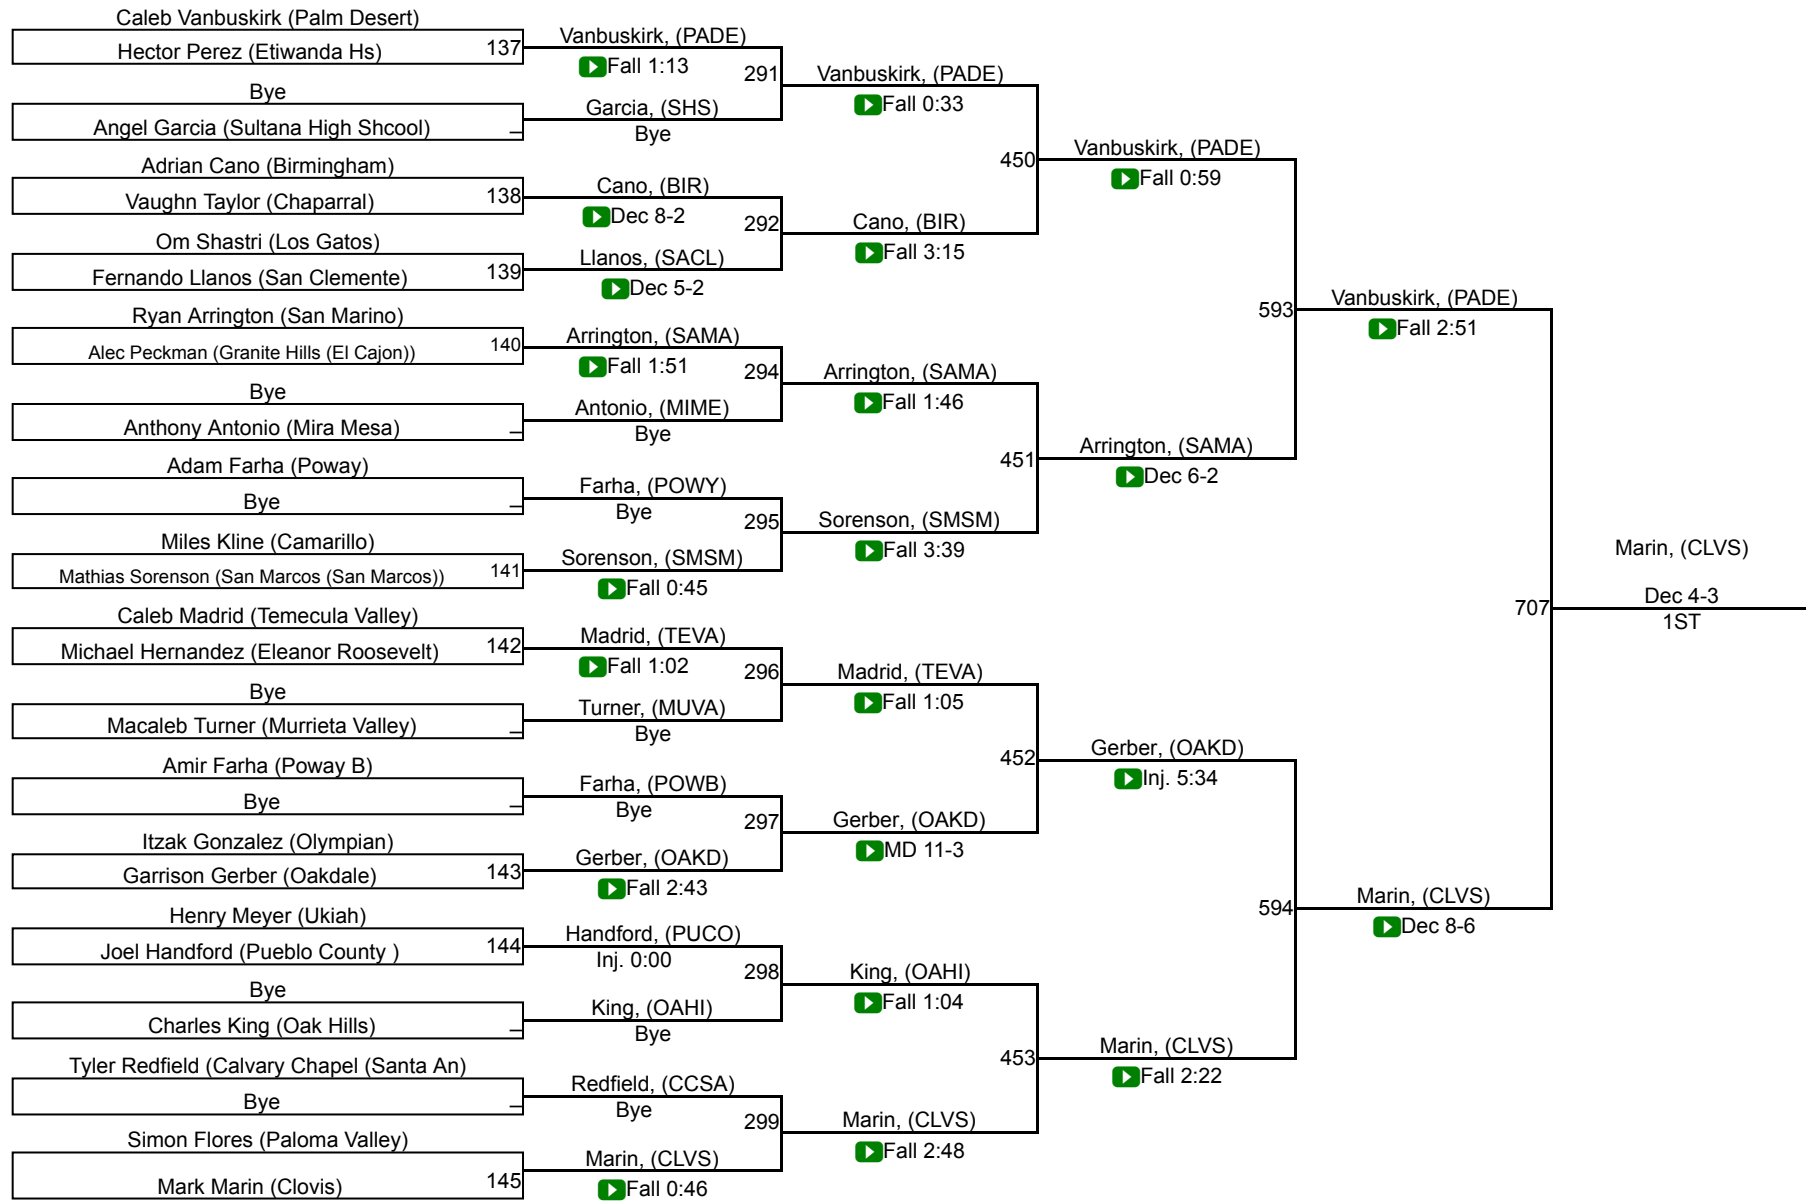 Caleb Vanbuskirk (Palm Desert)
Hector Perez (Etiwanda Hs)
137
Bye
Angel Garcia (Sultana High Shcool)
_
Adrian Cano (Birmingham)
Vaughn Taylor (Chaparral)
138
Om Shastri (Los Gatos)
Fernando Llanos (San Clemente)
139
Ryan Arrington (San Marino)
Alec Peckman (Granite Hills (El Cajon))
140
Bye
Anthony Antonio (Mira Mesa)
_
Adam Farha (Poway)
Bye
_
Miles Kline (Camarillo)
Mathias Sorenson (San Marcos (San Marcos))
141
Caleb Madrid (Temecula Valley)
Michael Hernandez (Eleanor Roosevelt)
142
Bye
Macaleb Turner (Murrieta Valley)
_
Amir Farha (Poway B)
Bye
_
Itzak Gonzalez (Olympian)
Garrison Gerber (Oakdale)
143
Henry Meyer (Ukiah)
Joel Handford (Pueblo County )
144
Bye
Charles King (Oak Hills)
_
Tyler Redfield (Calvary Chapel (Santa An)
Bye
_
Simon Flores (Paloma Valley)
Mark Marin (Clovis)
145
Vanbuskirk, (PADE)
Fall 1:13
291
Garcia, (SHS)
Bye
Cano, (BIR)
Dec 8-2
292
Llanos, (SACL)
Dec 5-2
Arrington, (SAMA)
Fall 1:51
294
Antonio, (MIME)
Bye
Farha, (POWY)
Bye
295
Sorenson, (SMSM)
Fall 0:45
Madrid, (TEVA)
Fall 1:02
296
Turner, (MUVA)
Bye
Farha, (POWB)
Bye
297
Gerber, (OAKD)
Fall 2:43
Handford, (PUCO)
Inj. 0:00
298
King, (OAHI)
Bye
Redfield, (CCSA)
Bye
299
Marin, (CLVS)
Fall 0:46
Vanbuskirk, (PADE)
Fall 0:33
450
Cano, (BIR)
Fall 3:15
Arrington, (SAMA)
Fall 1:46
451
Sorenson, (SMSM)
Fall 3:39
Madrid, (TEVA)
Fall 1:05
452
Gerber, (OAKD)
MD 11-3
King, (OAHI)
Fall 1:04
453
Marin, (CLVS)
Fall 2:48
Vanbuskirk, (PADE)
Fall 0:59
593
Arrington, (SAMA)
Dec 6-2
Gerber, (OAKD)
Inj. 5:34
594
Marin, (CLVS)
Fall 2:22
Vanbuskirk, (PADE)
Fall 2:51
707
Marin, (CLVS)
Dec 8-6
Marin, (CLVS)
Dec 4-3
1ST